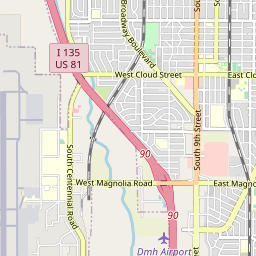 Broadway Boulevard
I 135
US 81
West Cloud Street
East Cl
South 9th Street
90
South Centennial Road
West Magnolia Road
East Mag
90
Dmh Airport